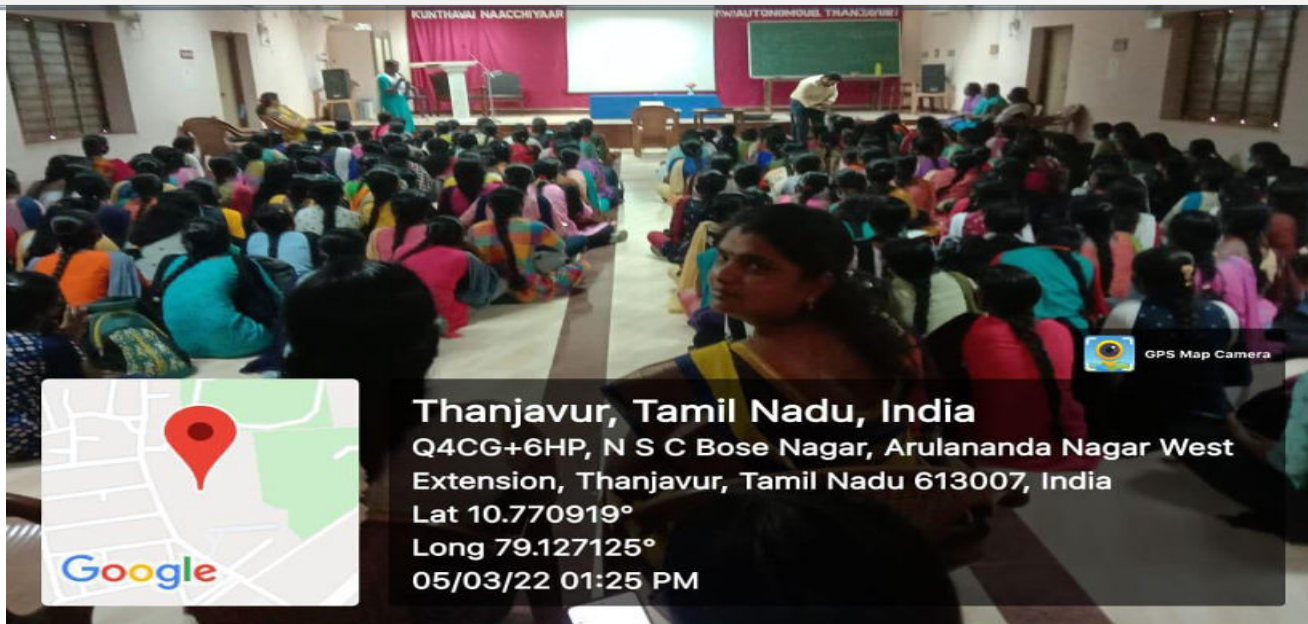 KUNTHAVAI NAACCHIYAAR
AUTONOMOUS, THANJAVUR
GPS Map Camera
Thanjavur, Tamil Nadu, India
Q4CG+6HP, N S C Bose Nagar, Arulananda Nagar West
Extension, Thanjavur, Tamil Nadu 613007, India
Lat 10.770919°
Long 79.127125°
05/03/22 01:25 PM
Google